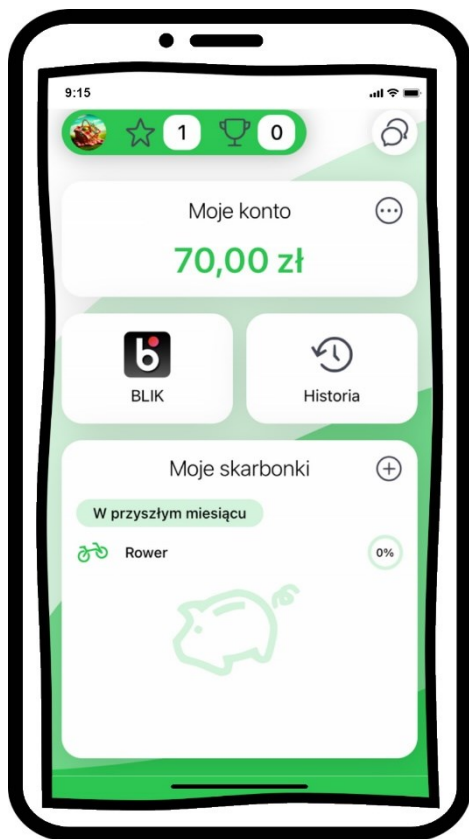 9:15
1 0
Moje konto
70,00 zł
BLIK Historia
Moje skarbonki
W przyszłym miesiącu
Rower 0%